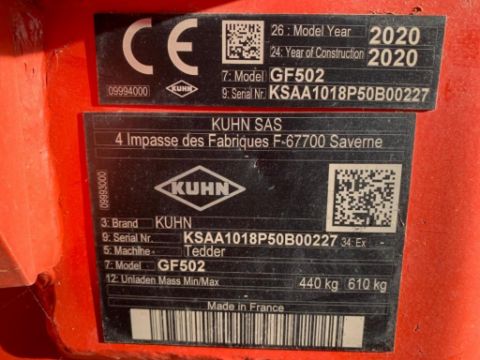 CE
26: Model Year 2020
24: Year of Construction 2020
09994000
KUHN
7: Model GF502
9: Serial Nr. KSAA1018P50B00227
KUHN SAS
4 Impasse des Fabriques F-67700 Saverne
09993000
KUHN
3: Brand KUHN
9: Serial Nr. KSAA1018P50B00227 34: Ex -
5: Machine- Tedder
7: Model GF502
12: Unladen Mass Min/Max 440 kg 610 kg
Made in France